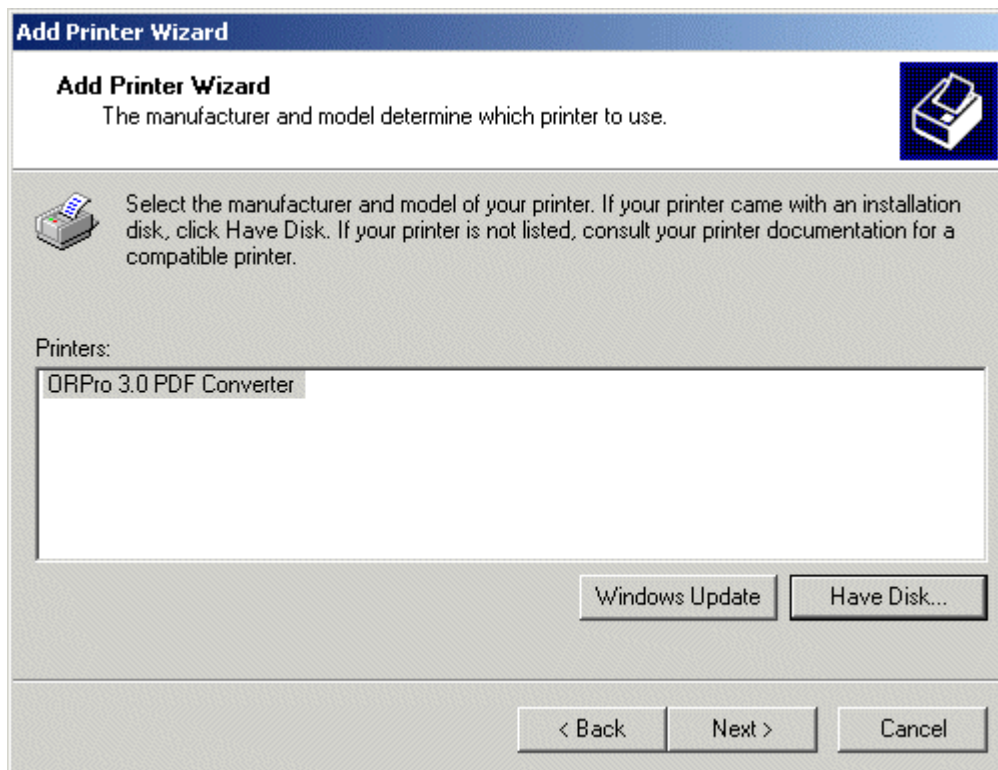 Add Printer Wizard
Add Printer Wizard
The manufacturer and model determine which printer to use.
Select the manufacturer and model of your printer. If your printer came with an installation
disk, click Have Disk. If your printer is not listed, consult your printer documentation for a
compatible printer.
Printers:
ORPro 3.0 PDF Converter
Windows Update
Have Disk...
< Back
Next >
Cancel